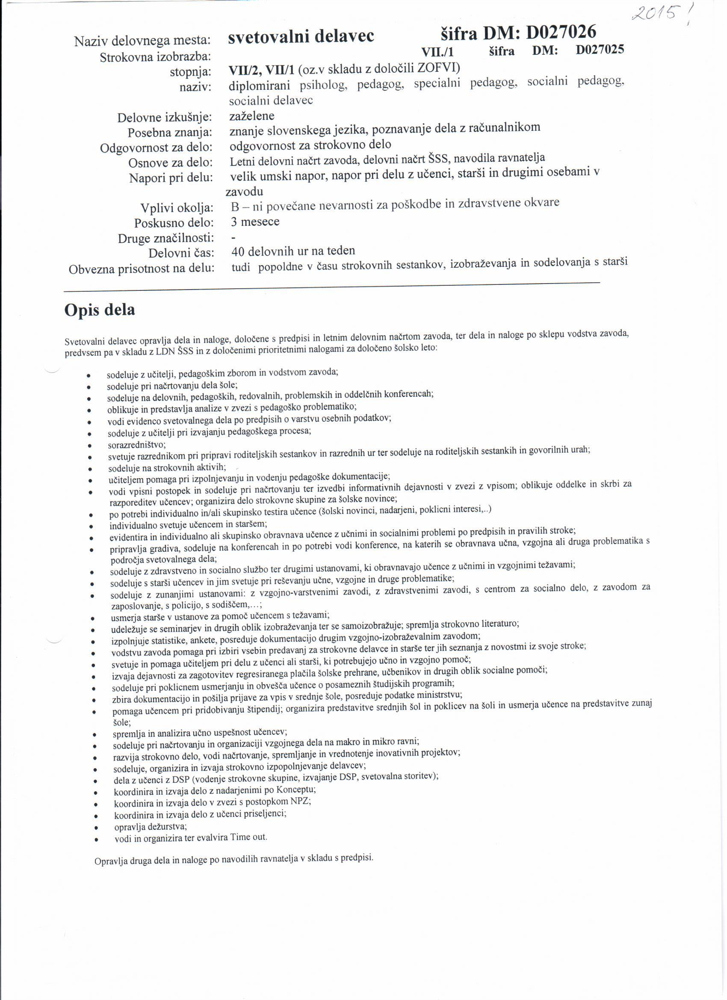 2015!
Naziv delovnega mesta: svetovalni delavec šifra DM: D027026
Strokovna izobrazba: VII./1 šifra DM: D027025
stopnja: VII/2, VII/1 (oz.v skladu z določili ZOFVI)
naziv: diplomirani psiholog, pedagog, specialni pedagog, socialni pedagog,
socialni delavec
Delovne izkušnje: zaželene
Posebna znanja: znanje slovenskega jezika, poznavanje dela z računalnikom
Odgovornost za delo: odgovornost za strokovno delo
Osnove za delo: Letni delovni načrt zavoda, delovni načrt ŠSS, navodila ravnatelja
Napori pri delu: velik umski napor, napor pri delu z učenci, starši in drugimi osebami v
zavodu
Vplivi okolja: B – ni povečane nevarnosti za poškodbe in zdravstvene okvare
Poskusno delo: 3 mesece
Druge značilnosti: -
Delovni čas: 40 delovnih ur na teden
Obvezna prisotnost na delu: tudi popoldne v času strokovnih sestankov, izobraževanja in sodelovanja s starši
Opis dela
Svetovalni delavec opravlja dela in naloge, določene s predpisi in letnim delovnim načrtom zavoda, ter dela in naloge po sklepu vodstva zavoda,
predvsem pa v skladu z LDN ŠSS in z določenimi prioritetnimi nalogami za določeno šolsko leto:
• sodeluje z učitelji, pedagoškim zborom in vodstvom zavoda;
• sodeluje pri načrtovanju dela šole;
• sodeluje na delovnih, pedagoških, redovalnih, problemskih in oddelčnih konferencah;
• oblikuje in predstavlja analize v zvezi s pedagoško problematiko;
• vodi evidenco svetovalnega dela po predpisih o varstvu osebnih podatkov;
• sodeluje z učitelji pri izvajanju pedagoškega procesa;
• sorazredništvo;
• svetuje razrednikom pri pripravi roditeljskih sestankov in razrednih ur ter sodeluje na roditeljskih sestankih in govorilnih urah;
• sodeluje na strokovnih aktivih;
• učiteljem pomaga pri izpolnjevanju in vodenju pedagoške dokumentacije;
• vodi vpisni postopek in sodeluje pri načrtovanju ter izvedbi informativnih dejavnosti v zvezi z vpisom; oblikuje oddelke in skrbi za
razporeditev učencev; organizira delo strokovne skupine za šolske novince;
• po potrebi individualno in/ali skupinsko testira učence (šolski novinci, nadarjeni, poklicni interesi,..)
• individualno svetuje učencem in staršem;
• evidentira in individualno ali skupinsko obravnava učence z učnimi in socialnimi problemi po predpisih in pravilih stroke;
• pripravlja gradiva, sodeluje na konferencah in po potrebi vodi konference, na katerih se obravnava učna, vzgojna ali druga problematika s
področja svetovalnega dela;
• sodeluje z zdravstveno in socialno službo ter drugimi ustanovami, ki obravnavajo učence z učnimi in vzgojnimi težavami;
• sodeluje s starši učencev in jim svetuje pri reševanju učne, vzgojne in druge problematike;
• sodeluje z zunanjimi ustanovami: z vzgojno-varstvenimi zavodi, z zdravstvenimi zavodi, s centrom za socialno delo, z zavodom za
zaposlovanje, s policijo, s sodiščem,...;
• usmerja starše v ustanove za pomoč učencem s težavami;
• udeležuje se seminarjev in drugih oblik izobraževanja ter se samoizobražuje; spremlja strokovno literaturo;
• izpolnjuje statistike, ankete, posreduje dokumentacijo drugim vzgojno-izobraževalnim zavodom;
• vodstvu zavoda pomaga pri izbiri vsebin predavanj za strokovne delavce in starše ter jih seznanja z novostmi iz svoje stroke;
• svetuje in pomaga učiteljem pri delu z učenci ali starši, ki potrebujejo učno in vzgojno pomoč;
• izvaja dejavnosti za zagotovitev regresiranega plačila šolske prehrane, učbenikov in drugih oblik socialne pomoči;
• sodeluje pri poklicnem usmerjanju in obvešča učence o posameznih študijskih programih;
• zbira dokumentacijo in pošilja prijave za vpis v srednje šole, posreduje podatke ministrstvu;
• pomaga učencem pri pridobivanju štipendij; organizira predstavitve srednjih šol in poklicev na šoli in usmerja učence na predstavitve zunaj
šole;
• spremlja in analizira učno uspešnost učencev;
• sodeluje pri načrtovanju in organizaciji vzgojnega dela na makro in mikro ravni;
• razvija strokovno delo, vodi načrtovanje, spremljanje in vrednotenje inovativnih projektov;
• sodeluje, organizira in izvaja strokovno izpopolnjevanje delavcev;
• dela z učenci z DSP (vodenje strokovne skupine, izvajanje DSP, svetovalna storitev);
• koordinira in izvaja delo z nadarjenimi po Konceptu;
• koordinira in izvaja delo v zvezi s postopkom NPZ;
• koordinira in izvaja delo z učenci priseljenci;
• opravlja dežurstva;
• vodi in organizira ter evalvira Time out.
Opravlja druga dela in naloge po navodilih ravnatelja v skladu s predpisi.